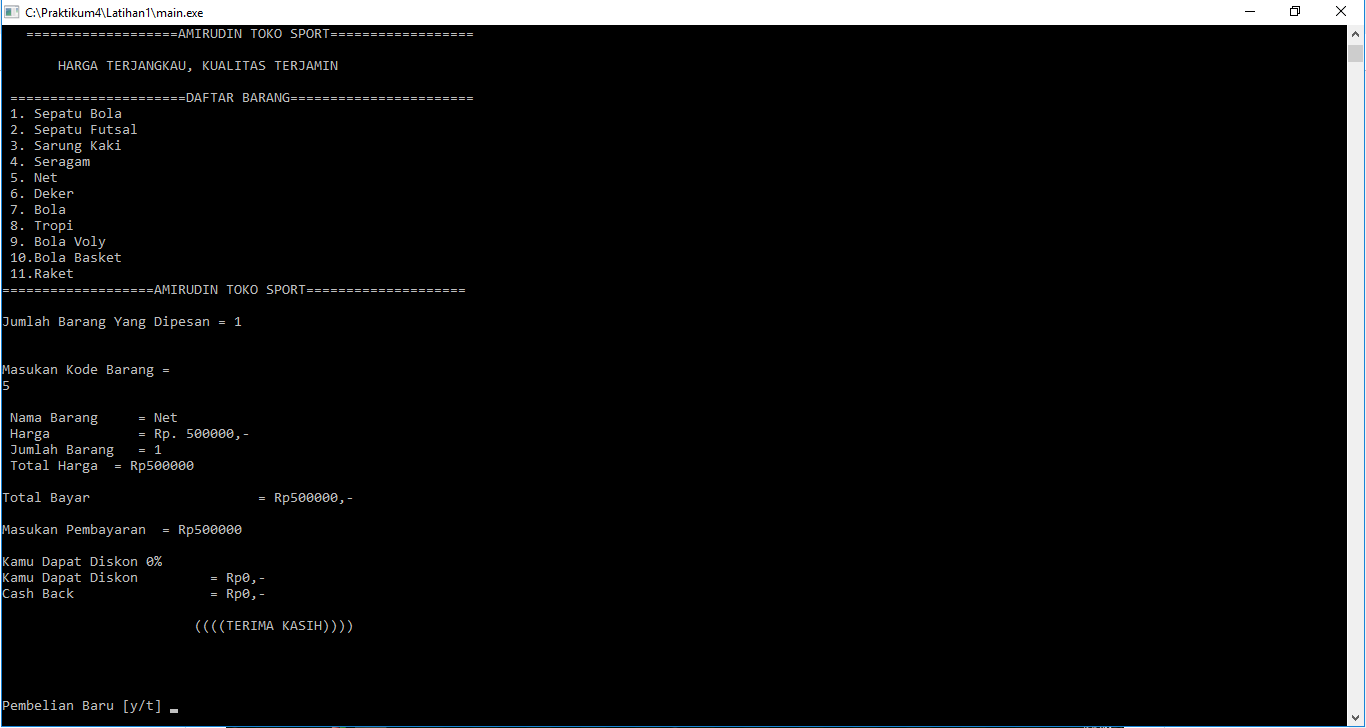 C:\Praktikum4\Latihan1\main.exe
===================AMIRUDIN TOKO SPORT==================
HARGA TERJANGKAU, KUALITAS TERJAMIN
======================DAFTAR BARANG=======================
1. Sepatu Bola
2. Sepatu Futsal
3. Sarung Kaki
4. Seragam
5. Net
6. Deker
7. Bola
8. Tropi
9. Bola Voly
10.Bola Basket
11.Raket
===================AMIRUDIN TOKO SPORT====================
Jumlah Barang Yang Dipesan = 1
Masukan Kode Barang =
5
Nama Barang     = Net
Harga           = Rp. 500000,-
Jumlah Barang   = 1
Total Harga  = Rp500000
Total Bayar                     = Rp500000,-
Masukan Pembayaran  = Rp500000
Kamu Dapat Diskon 0%
Kamu Dapat Diskon         = Rp0,-
Cash Back                 = Rp0,-
((((TERIMA KASIH))))
Pembelian Baru [y/t] _